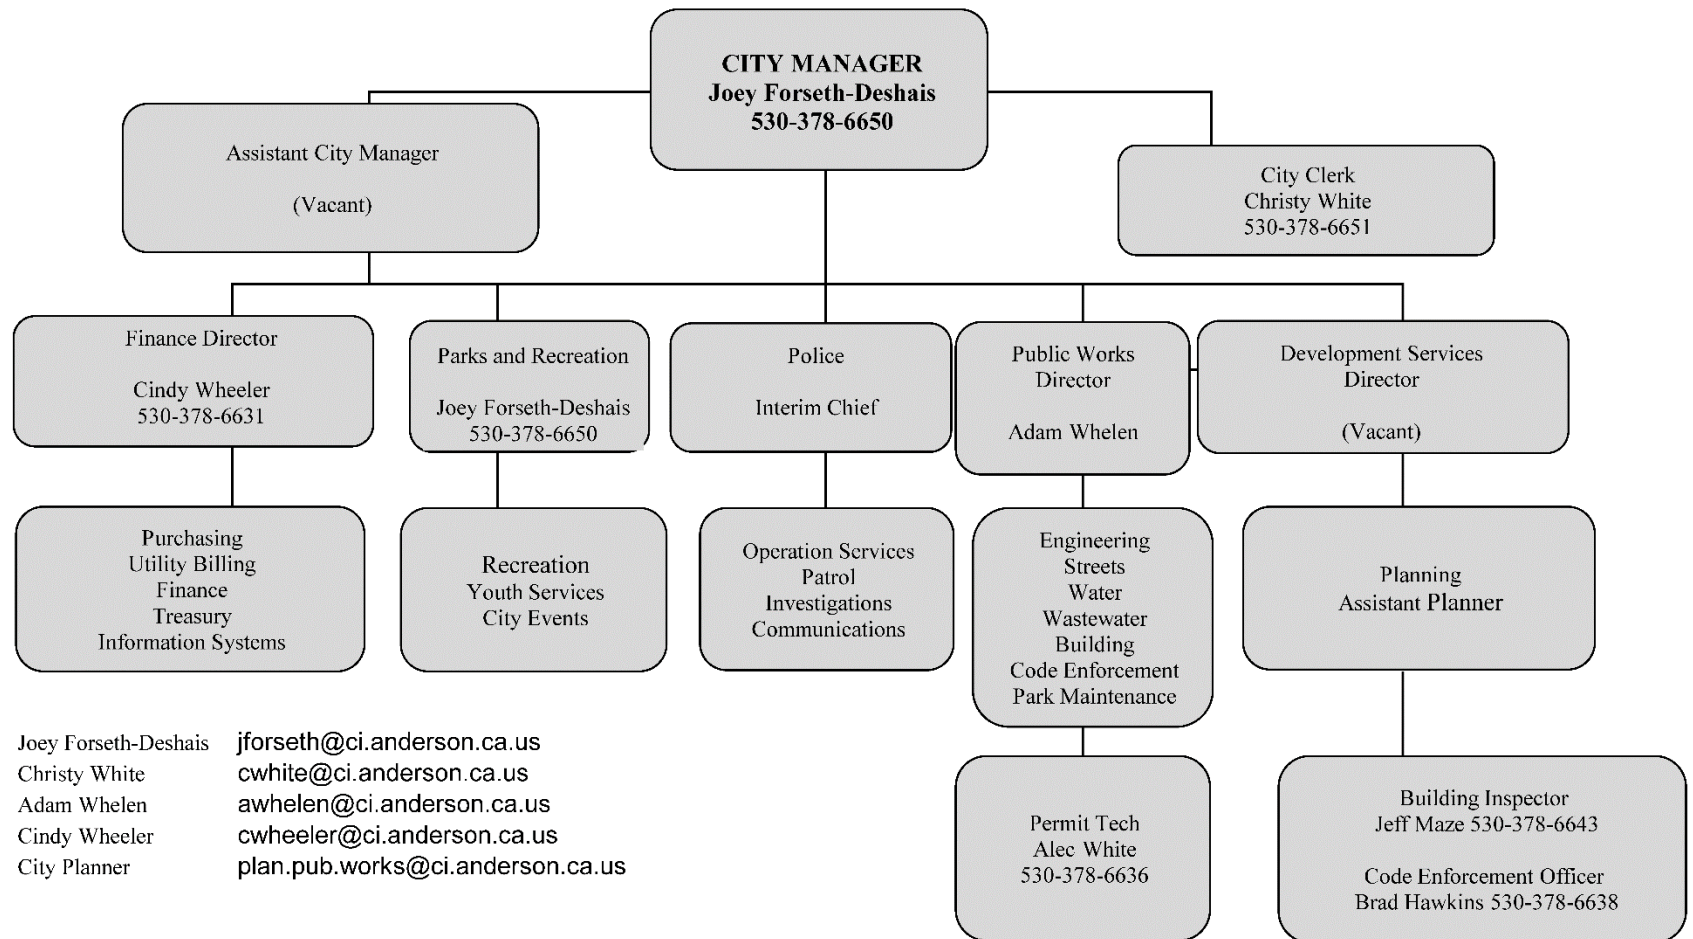 CITY MANAGER
Joey Forseth-Deshais
530-378-6650
Assistant City Manager
(Vacant)
City Clerk
Christy White
530-378-6651
Finance Director
Cindy Wheeler
530-378-6631
Parks and Recreation
Joey Forseth-Deshais
530-378-6650
Police
Interim Chief
Public Works
Director
Adam Whelen
Development Services
Director
(Vacant)
Purchasing
Utility Billing
Finance
Treasury
Information Systems
Recreation
Youth Services
City Events
Operation Services
Patrol
Investigations
Communications
Engineering
Streets
Water
Wastewater
Building
Code Enforcement
Park Maintenance
Planning
Assistant Planner
Permit Tech
Alec White
530-378-6636
Building Inspector
Jeff Maze 530-378-6643
Code Enforcement Officer
Brad Hawkins 530-378-6638
Joey Forseth-Deshais jforseth@ci.anderson.ca.us
Christy White cwhite@ci.anderson.ca.us
Adam Whelen awhelen@ci.anderson.ca.us
Cindy Wheeler cwheeler@ci.anderson.ca.us
City Planner plan.pub.works@ci.anderson.ca.us